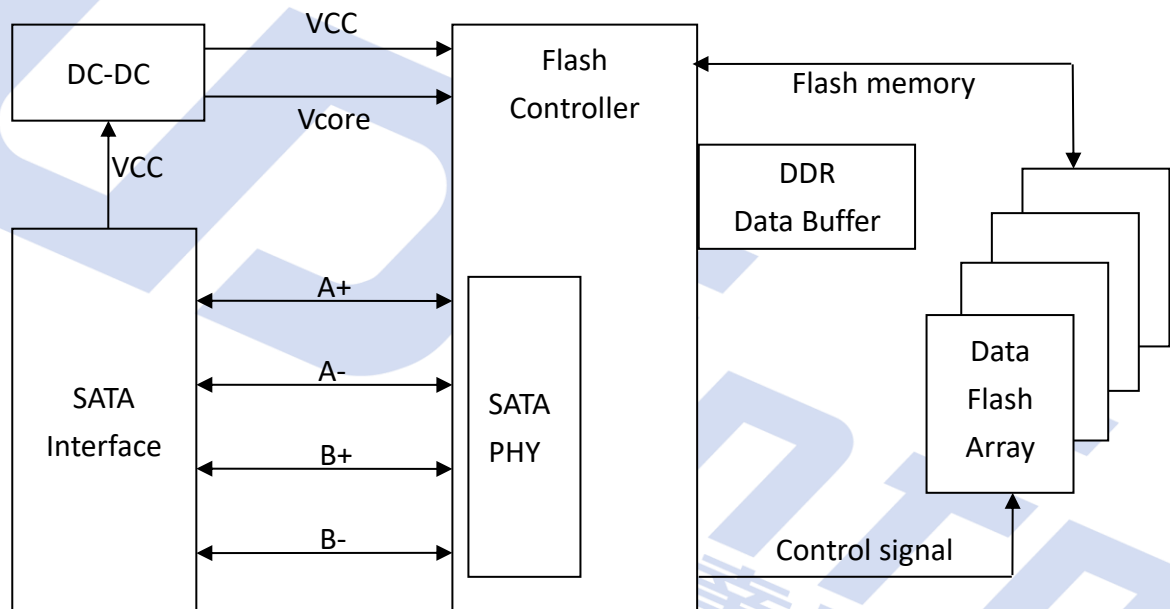 VCC
DC-DC
Vcore
VCC
Flash
Controller
Flash memory
DDR
Data Buffer
A+
A-
B+
B-
SATA
Interface
SATA
PHY
Data
Flash
Array
Control signal